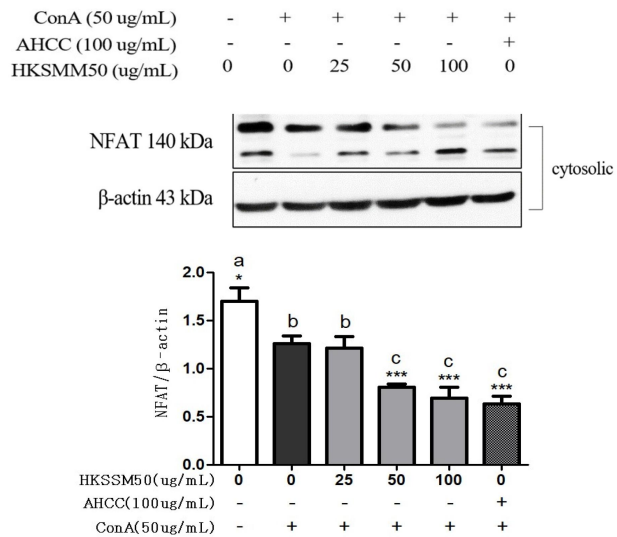 ConA (50 ug/mL) - + + + + +
AHCC (100 ug/mL) - - - - - +
HKSMM50 (ug/mL) 0 0 25 50 100 0
NFAT 140 kDa
cytosolic
β-actin 43 kDa
a
*
b b
c c c
*** *** ***
2.0
1.5
1.0
0.5
0.0
NFAT/β-actin
HKSSM50(ug/mL) 0 0 25 50 100 0
AHCC(100ug/mL) - - - - - +
ConA(50ug/mL) - + + + + +